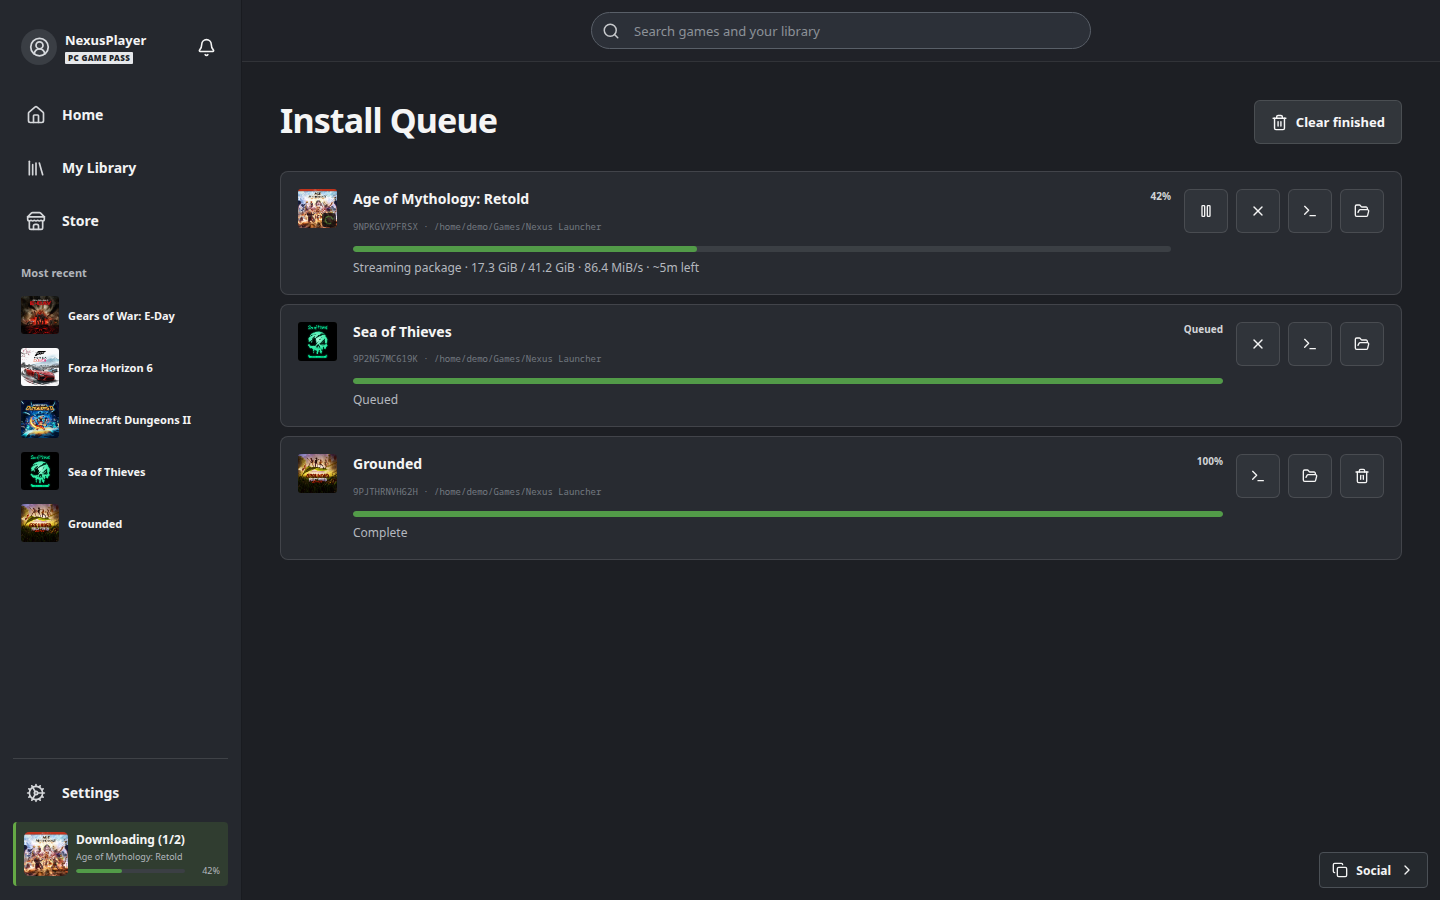 NexusPlayer
PC GAME PASS
Home
My Library
Store
Most recent
Gears of War: E-Day
Forza Horizon 6
Minecraft Dungeons II
Sea of Thieves
Grounded
Settings
Downloading (1/2)
Age of Mythology: Retold
42%
Search games and your library
Install Queue
Clear finished
Age of Mythology: Retold
42%
9NPKGVXPFRSX · /home/demo/Games/Nexus Launcher
Streaming package · 17.3 GiB / 41.2 GiB · 86.4 MiB/s · ~5m left
Sea of Thieves
Queued
9P2N57MC619K · /home/demo/Games/Nexus Launcher
Queued
Grounded
100%
9PJTHRNVH62H · /home/demo/Games/Nexus Launcher
Complete
Social